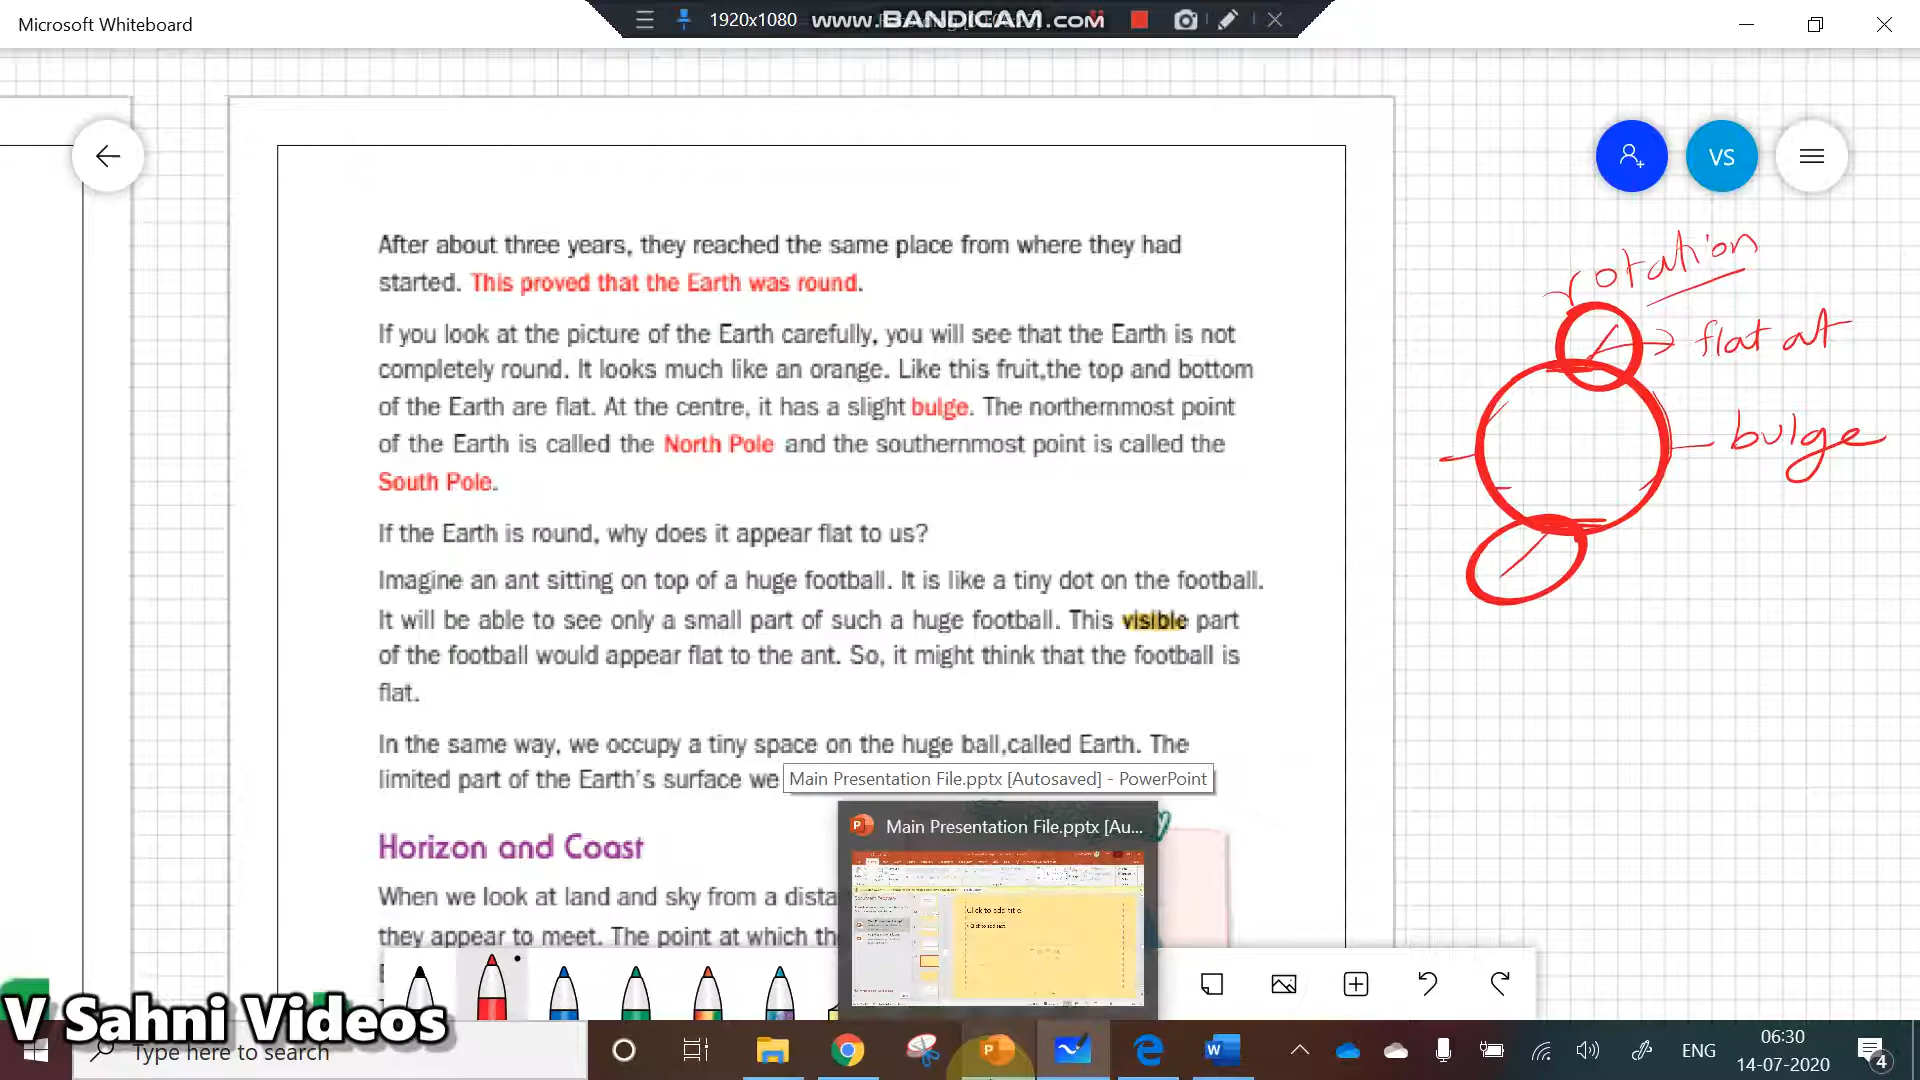 Microsoft Whiteboard
1920x1080
www.BANDICAM.com
VS
After about three years, they reached the same place from where they had
started. This proved that the Earth was round.
If you look at the picture of the Earth carefully, you will see that the Earth is not
completely round. It looks much like an orange. Like this fruit,the top and bottom
of the Earth are flat. At the centre, it has a slight bulge. The northernmost point
of the Earth is called the North Pole and the southernmost point is called the
South Pole.
If the Earth is round, why does it appear flat to us?
Imagine an ant sitting on top of a huge football. It is like a tiny dot on the football.
It will be able to see only a small part of such a huge football. This visible part
of the football would appear flat to the ant. So, it might think that the football is
flat.
In the same way, we occupy a tiny space on the huge ball,called Earth. The
limited part of the Earth's surface we
Main Presentation File.pptx [Autosaved] - PowerPoint
Main Presentation File.pptx [Au...
Click to add title
Click to add text
Horizon and Coast
When we look at land and sky from a dista
they appear to meet. The point at which the
rotation
flat at
bulge
V Sahni Videos
Type here to search
ENG
06:30
14-07-2020
4